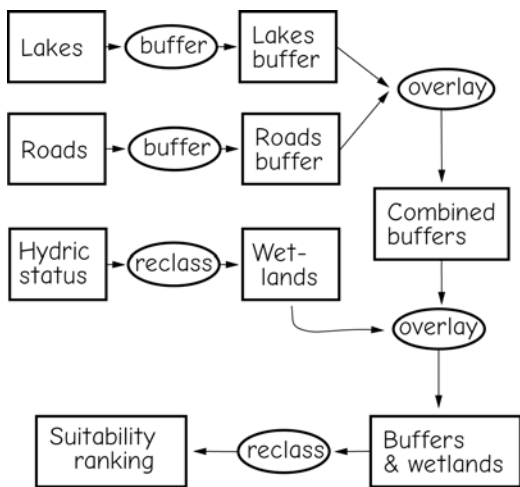 Lakes
buffer
Lakes
buffer
overlay
Roads
buffer
Roads
buffer
Combined
buffers
Hydric
status
reclass
Wet-
lands
overlay
Suitability
ranking
reclass
Buffers
& wetlands